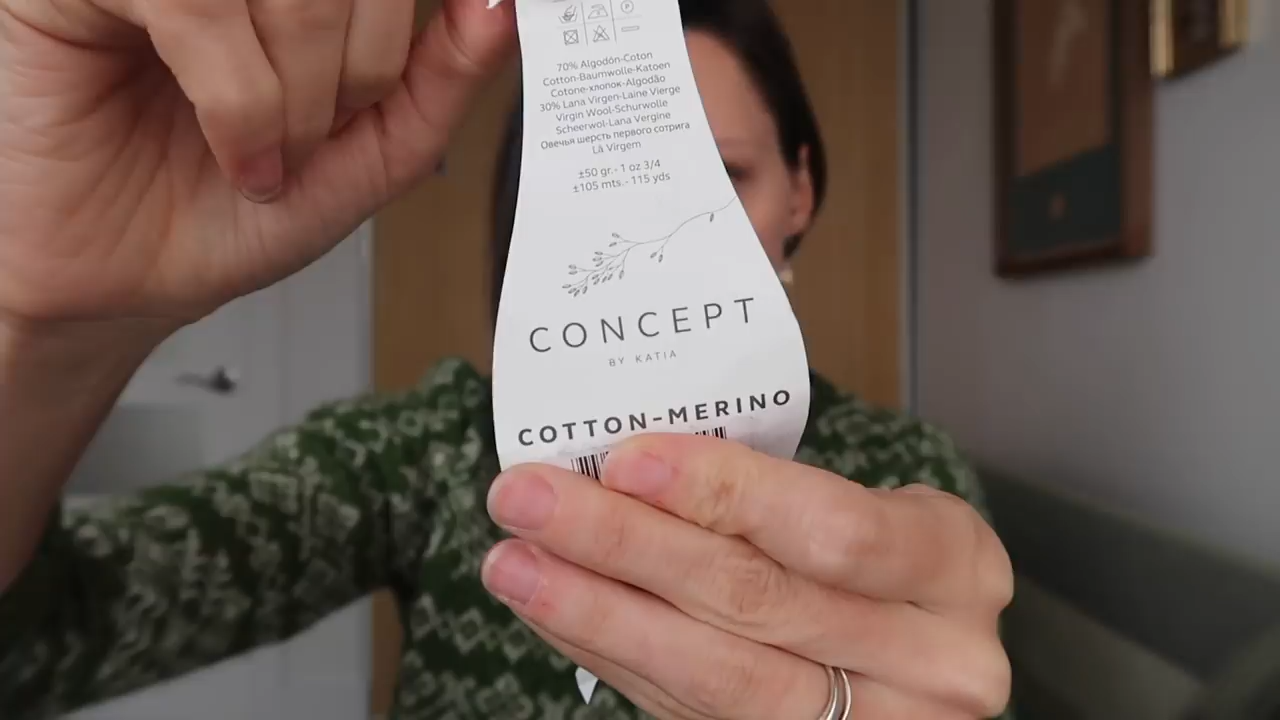 70% Algodón-Coton
Cotton-Baumwolle-Katoen
Cotone-хлопок-Algodão
30% Lana Virgen-Laine Vierge
Virgin Wool-Schurwolle
Scheerwol-Lana Vergine
Овечья шерсть первого сотрига
Lã Virgem
±50 gr.- 1 oz 3/4
±105 mts.- 115 yds
CONCEPT
BY KATIA
COTTON-MERINO